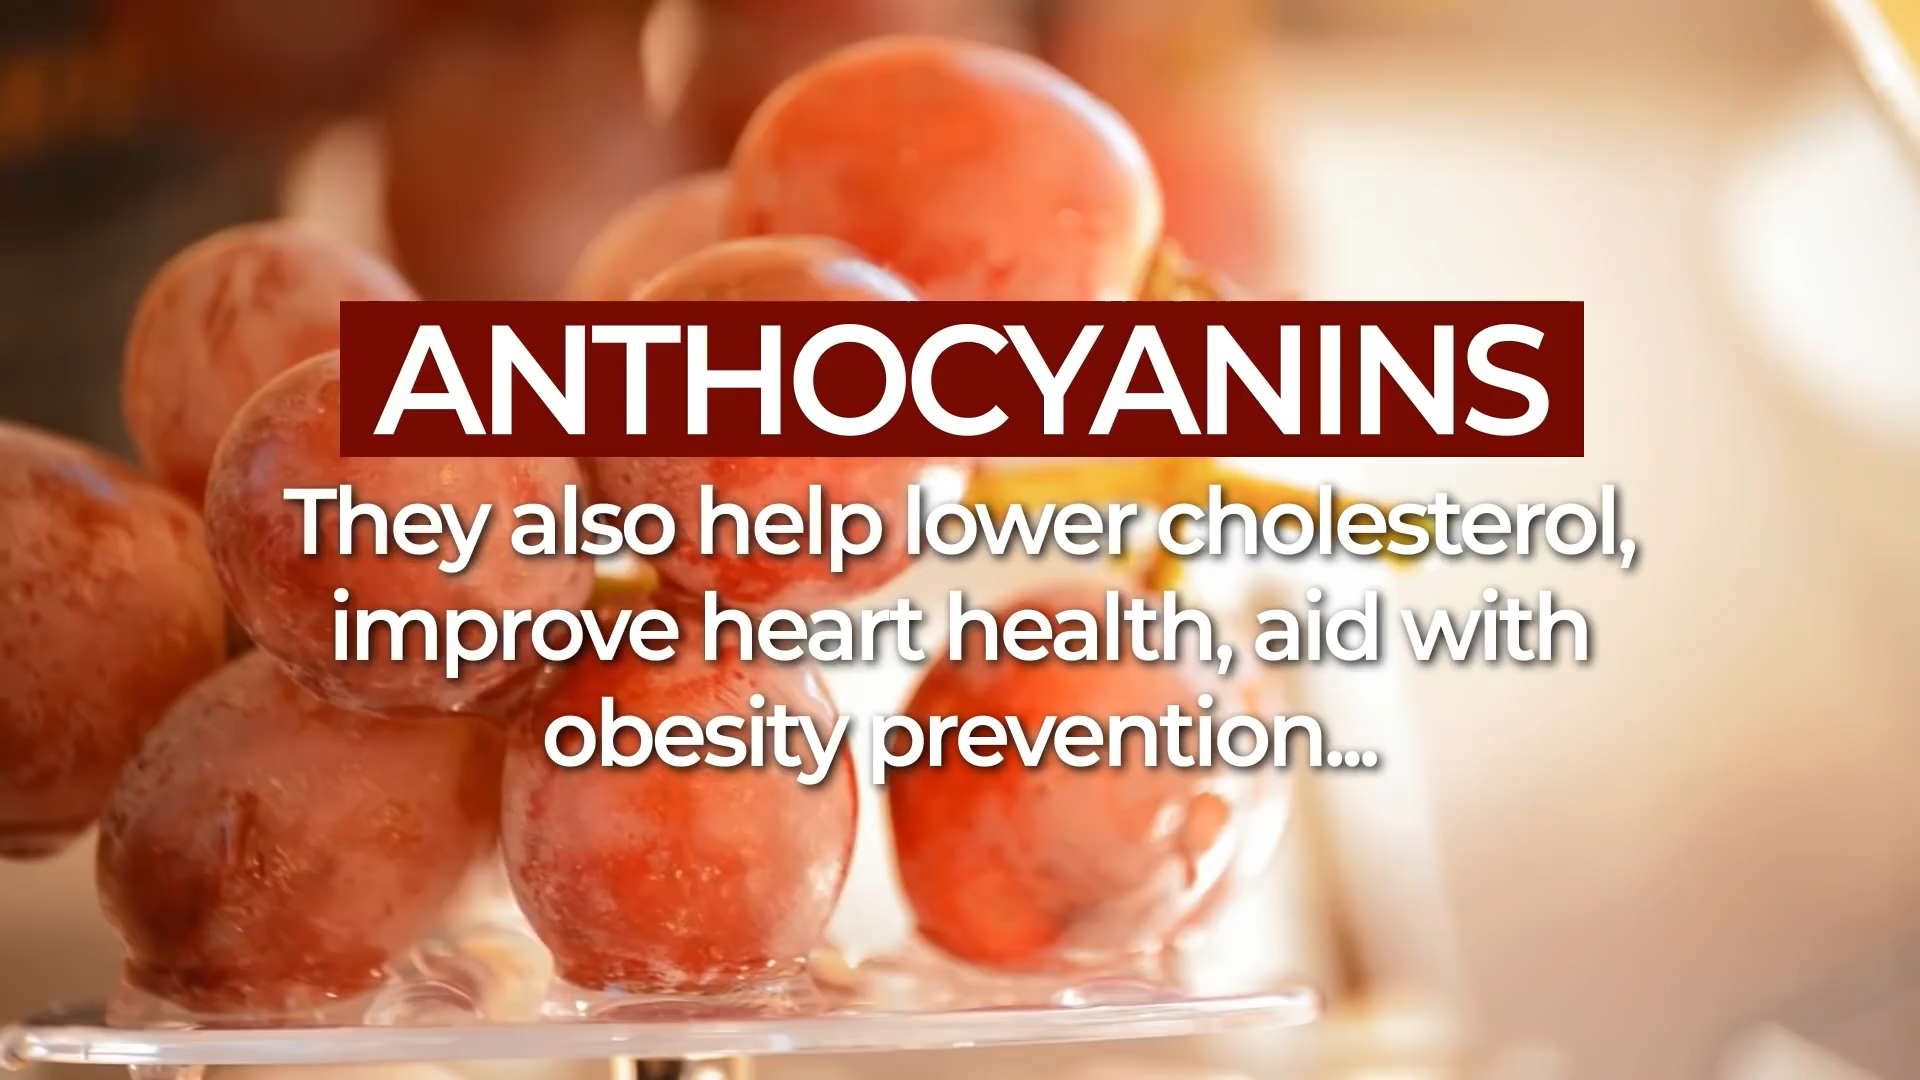 ANTHOCYANINS
They also help lower cholesterol,
improve heart health, aid with
obesity prevention...